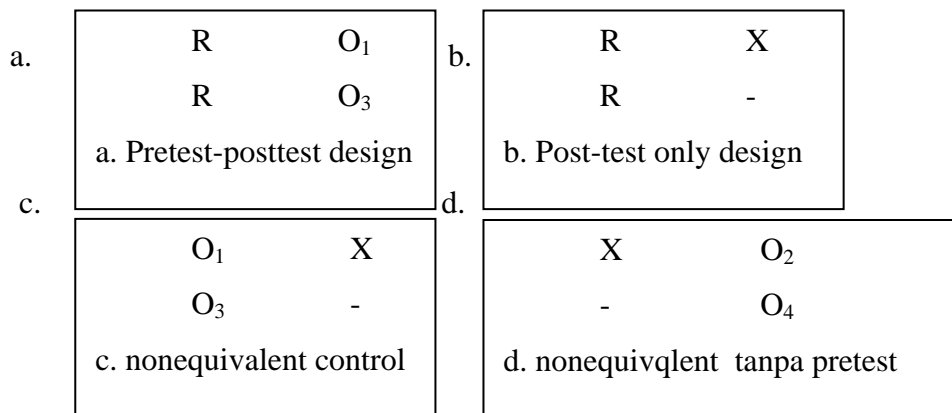 a.
R O₁
R O₃
a. Pretest-posttest design
b.
R X
R -
b. Post-test only design
c.
O₁ X
O₃ -
c. nonequivalent control
d.
X O₂
- O₄
d. nonequivqlent tanpa pretest